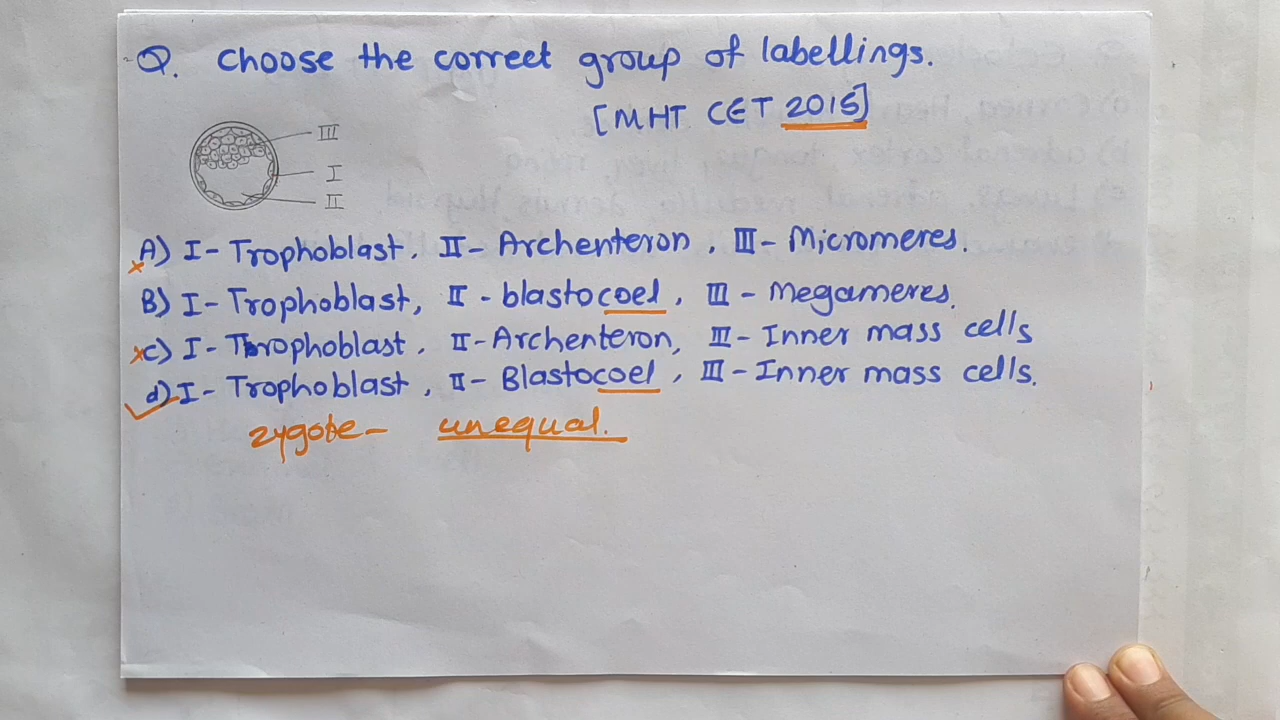 Q. Choose the correct group of labellings.
[MHT CET 2015]
III
I
II
A) I - Trophoblast, II - Archenteron, III - Micromeres.
B) I - Trophoblast, II - blastocoel, III - Megameres.
c) I - Trophoblast, II - Archenteron, III - Inner mass cells
d) I - Trophoblast, II - Blastocoel, III - Inner mass cells.
zygote - unequal.